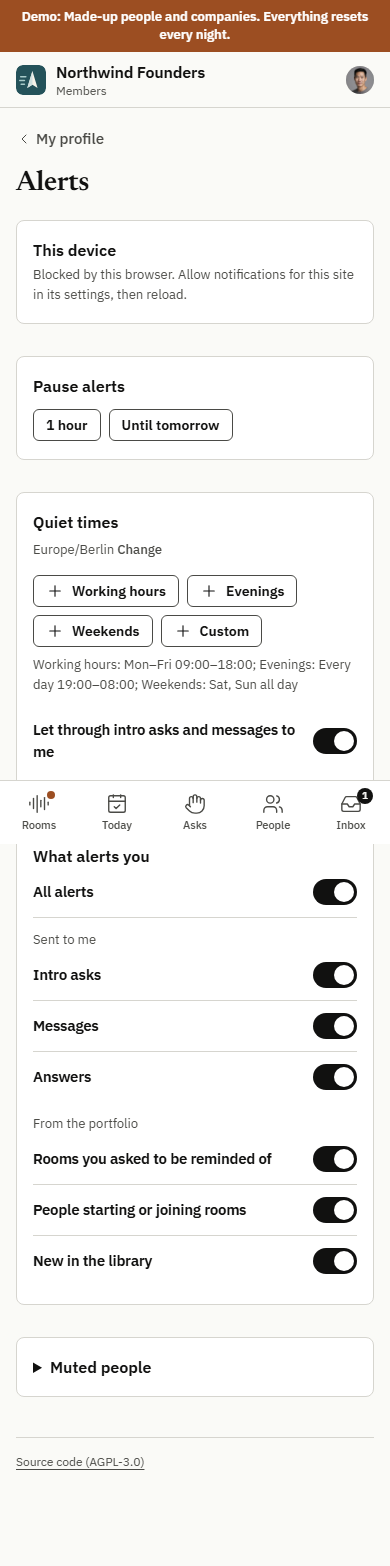 Demo: Made-up people and companies. Everything resets
every night.
Northwind Founders
Members
My profile
Alerts
This device
Blocked by this browser. Allow notifications for this site
in its settings, then reload.
Pause alerts
1 hour
Until tomorrow
Quiet times
Europe/Berlin Change
Working hours
Evenings
Weekends
Custom
Working hours: Mon–Fri 09:00–18:00; Evenings: Every
day 19:00–08:00; Weekends: Sat, Sun all day
Let through intro asks and messages to
me
Rooms
Today
Asks
People
1
Inbox
What alerts you
All alerts
Sent to me
Intro asks
Messages
Answers
From the portfolio
Rooms you asked to be reminded of
People starting or joining rooms
New in the library
Muted people
Source code (AGPL-3.0)